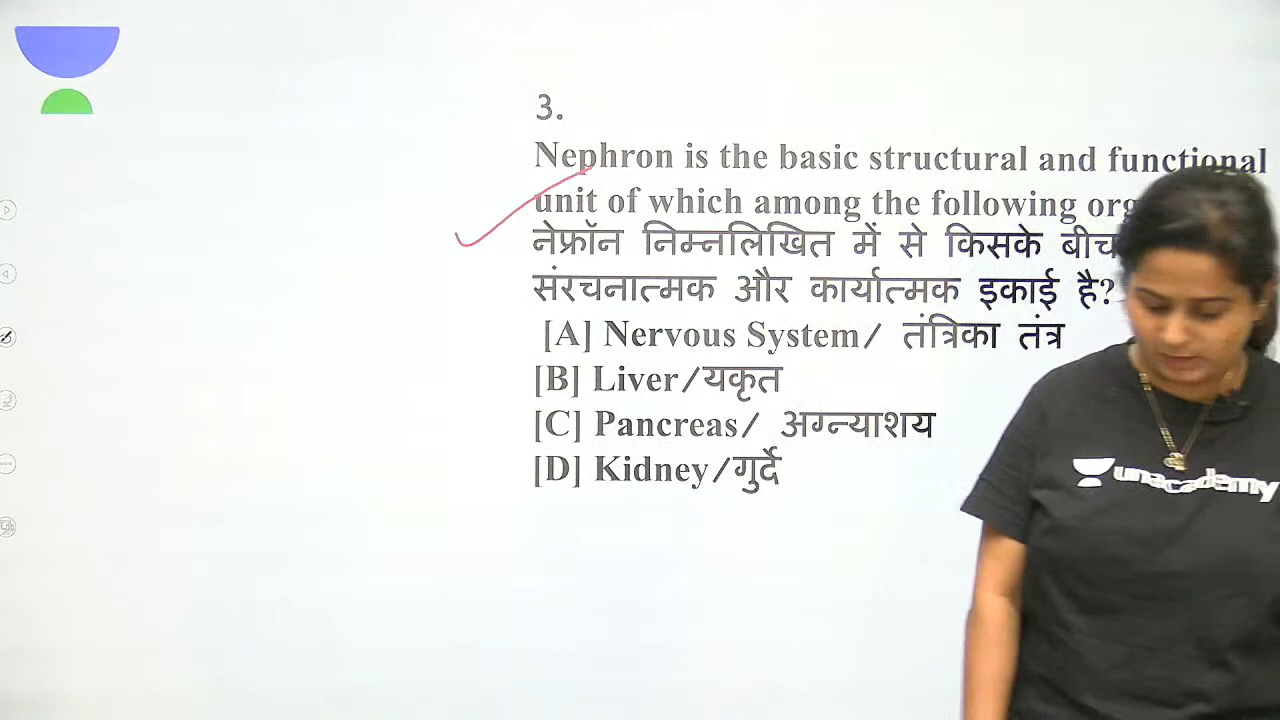 3.
Nephron is the basic structural and functional
unit of which among the following
नेफ्रॉन निम्नलिखित में से किसके बीच
संरचनात्मक और कार्यात्मक इकाई है?
[A] Nervous System/ तंत्रिका तंत्र
[B] Liver/यकृत
[C] Pancreas/ अग्न्याशय
[D] Kidney/गुर्दे
unacademy